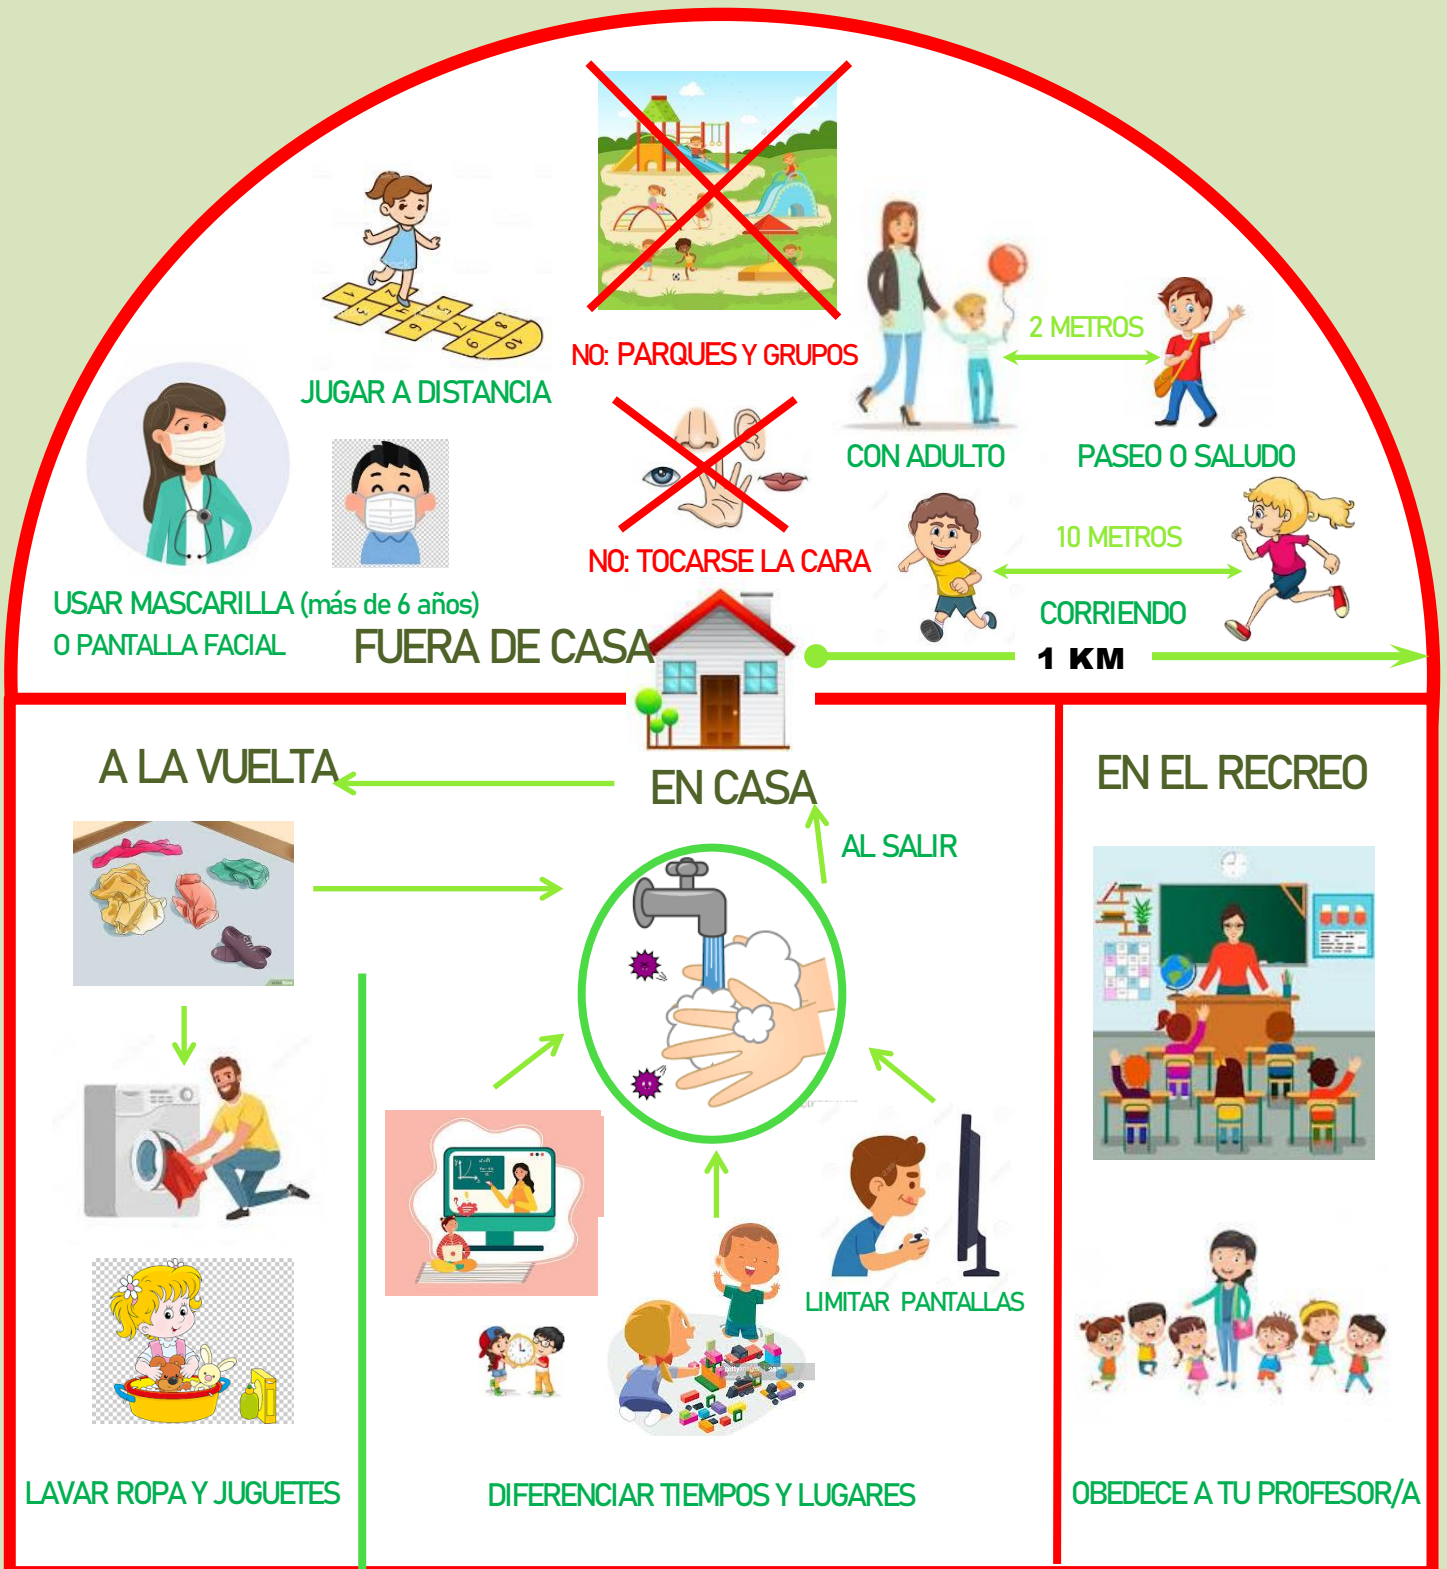 NO: PARQUES Y GRUPOS
JUGAR A DISTANCIA
2 METROS
CON ADULTO
PASEO O SALUDO
NO: TOCARSE LA CARA
10 METROS
CORRIENDO
USAR MASCARILLA (más de 6 años)
O PANTALLA FACIAL
FUERA DE CASA
1 KM
A LA VUELTA
EN CASA
EN EL RECREO
AL SALIR
LIMITAR PANTALLAS
LAVAR ROPA Y JUGUETES
DIFERENCIAR TIEMPOS Y LUGARES
OBEDECE A TU PROFESOR/A